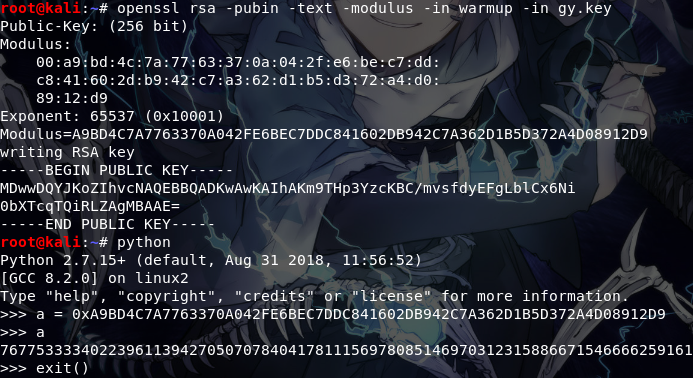 root@kali:~# openssl rsa -pubin -text -modulus -in warmup -in gy.key
Public-Key: (256 bit)
Modulus:
00:a9:bd:4c:7a:77:63:37:0a:04:2f:e6:be:c7:dd:
c8:41:60:2d:b9:42:c7:a3:62:d1:b5:d3:72:a4:d0:
89:12:d9
Exponent: 65537 (0x10001)
Modulus=A9BD4C7A7763370A042FE6BEC7DDC841602DB942C7A362D1B5D372A4D08912D9
writing RSA key
-----BEGIN PUBLIC KEY-----
MDwwDQYJKoZIhvcNAQEBBQADKwAwKAIhAKm9THp3YzcKBC/mvsfdyEFgLblCx6Ni
0bXTcqTQiRLZAgMBAAE=
-----END PUBLIC KEY-----
root@kali:~# python
Python 2.7.15+ (default, Aug 31 2018, 11:56:52)
[GCC 8.2.0] on linux2
Type "help", "copyright", "credits" or "license" for more information.
>>> a = 0xA9BD4C7A7763370A042FE6BEC7DDC841602DB942C7A362D1B5D372A4D08912D9
>>> a
76775333340223961139427050707840417811156978085146970312315886671546666259161L
>>> exit()